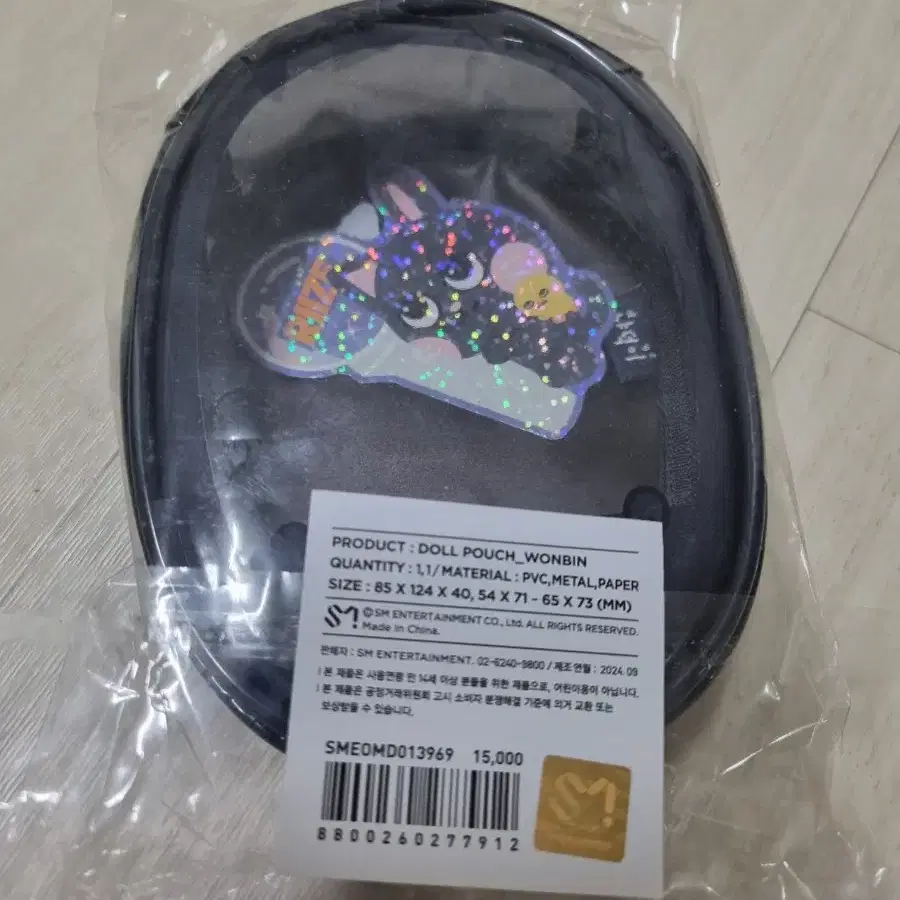 RIIZE
PRODUCT : DOLL POUCH_WONBIN
QUANTITY : 1,1 / MATERIAL : PVC,METAL,PAPER
SIZE : 85 X 124 X 40, 54 X 71 - 65 X 73 (MM)
SM ⓒ SM ENTERTAINMENT CO., Ltd. ALL RIGHTS RESERVED.
Made in China.
판매자 : SM ENTERTAINMENT. 02-6240-9800 / 제조연월 : 2024. 09
| 본 제품은 사용연령 만 14세 이상 분들을 위한 제품으로, 어린이용이 아닙니다.
| 본 제품은 공정거래위원회 고시 소비자 분쟁해결 기준에 의거 교환 또는
보상받을 수 있습니다.
SMEOMD013969 15,000
SM
8800260277912